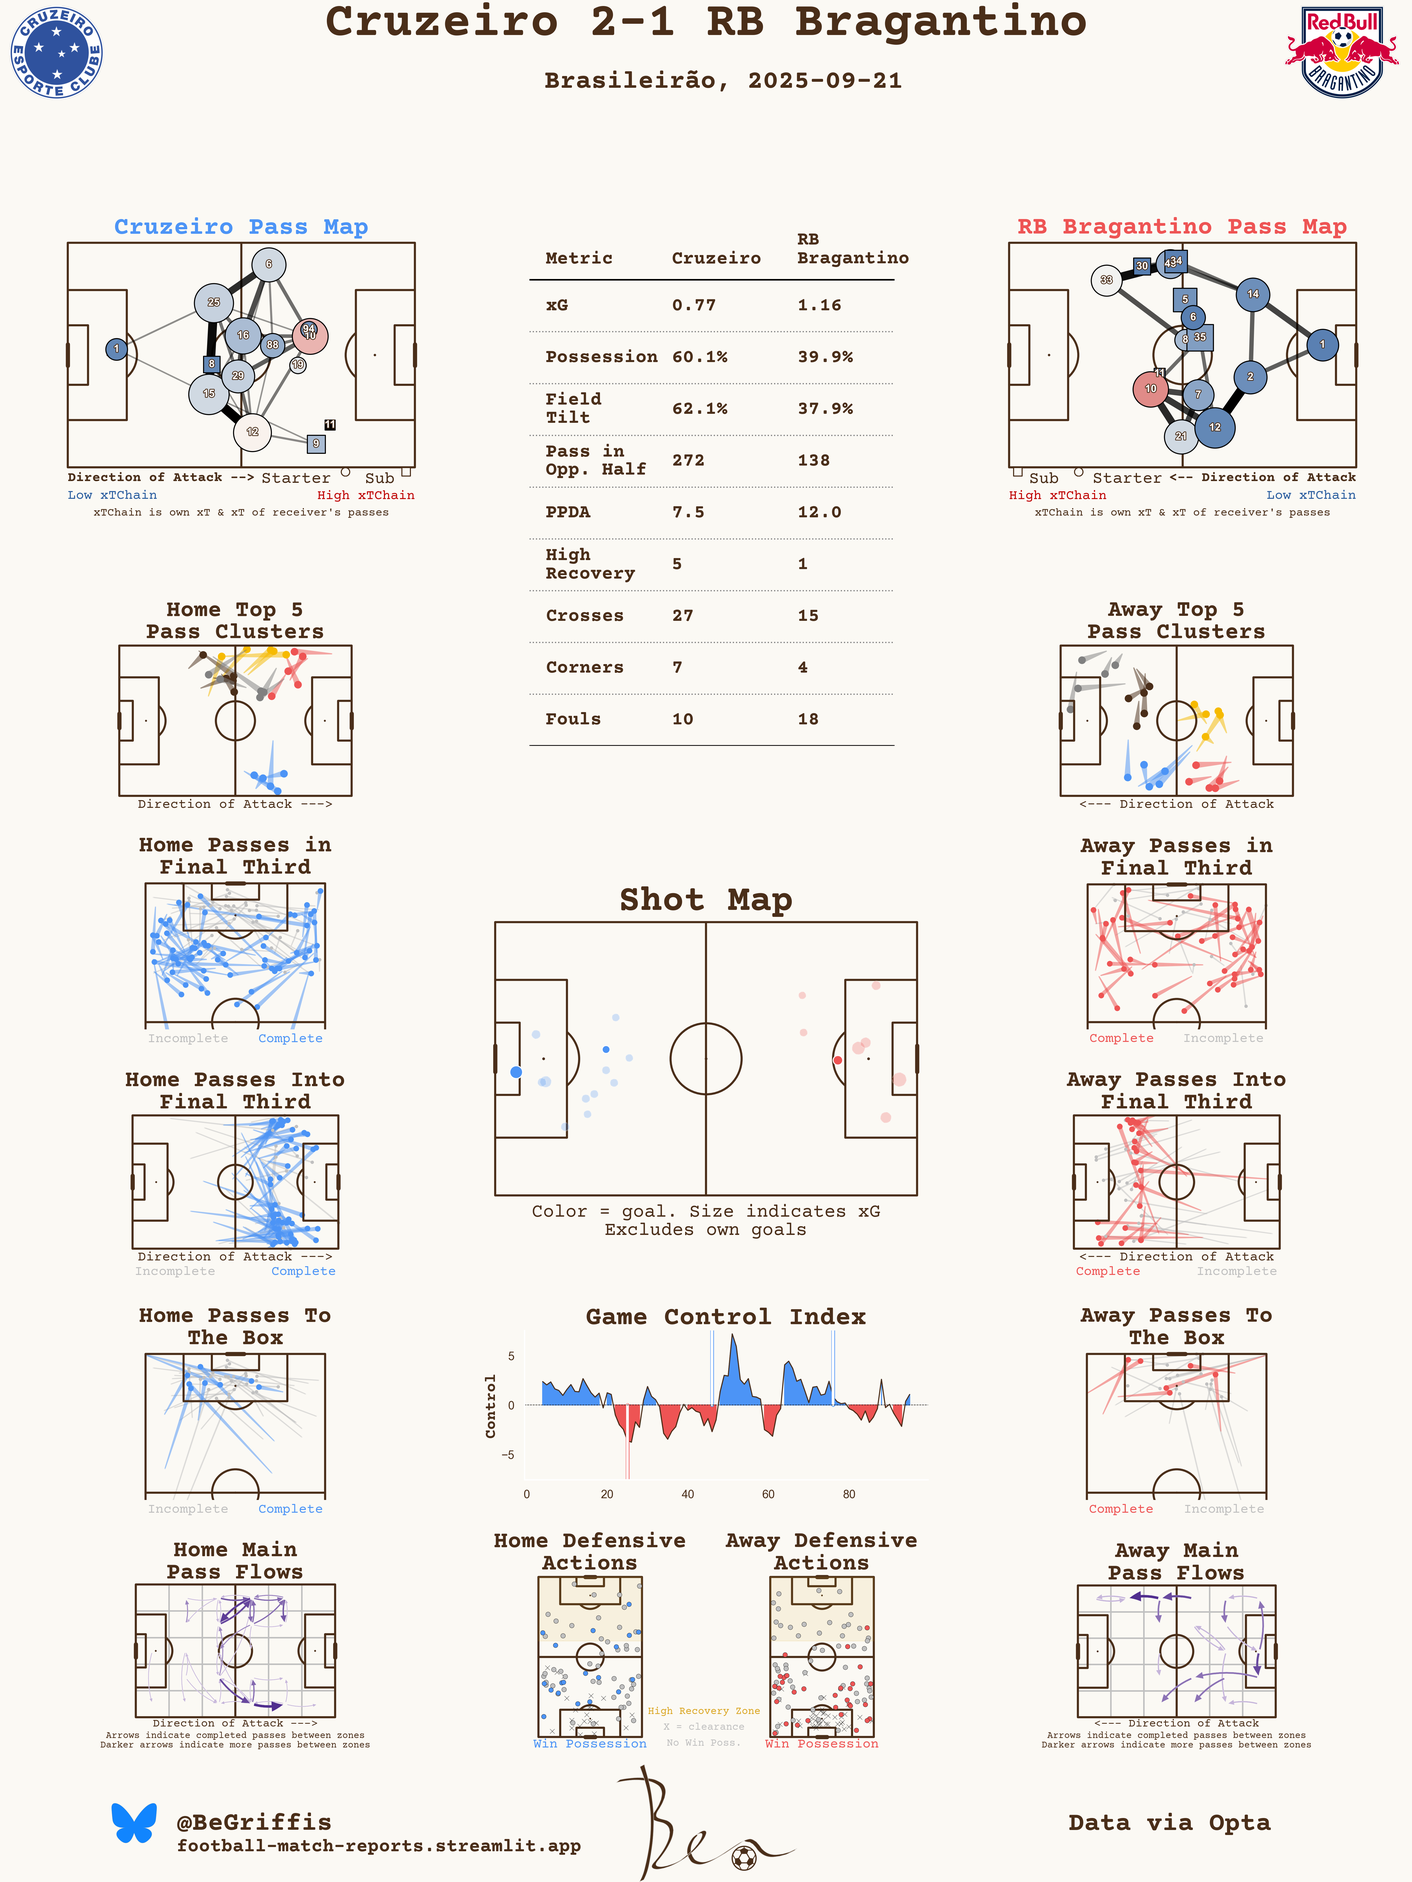 Cruzeiro 2-1 RB Bragantino
Brasileirão, 2025-09-21
CRUZEIRO
ESPORTE CLUBE
Red Bull
BRAGANTINO
Cruzeiro Pass Map
6
25
16
94
10
88
1
8
19
29
15
12
11
9
Direction of Attack -->
Starter
Sub
Low xTChain
High xTChain
xTChain is own xT & xT of receiver's passes
Metric Cruzeiro RB
Bragantino
xG 0.77 1.16
Possession 60.1% 39.9%
Field
Tilt 62.1% 37.9%
Pass in
Opp. Half 272 138
PPDA 7.5 12.0
High
Recovery 5 1
Crosses 27 15
Corners 7 4
Fouls 10 18
RB Bragantino Pass Map
30
34
33
5
14
6
8
35
1
11
10
2
7
12
21
Sub
Starter
<-- Direction of Attack
High xTChain
Low xTChain
xTChain is own xT & xT of receiver's passes
Home Top 5
Pass Clusters
Direction of Attack --->
Away Top 5
Pass Clusters
<--- Direction of Attack
Home Passes in
Final Third
Incomplete
Complete
Shot Map
Color = goal. Size indicates xG
Excludes own goals
Away Passes in
Final Third
Complete
Incomplete
Home Passes Into
Final Third
Direction of Attack --->
Incomplete
Complete
Away Passes Into
Final Third
<--- Direction of Attack
Complete
Incomplete
Home Passes To
The Box
Incomplete
Complete
Game Control Index
Control
5
0
−5
0
20
40
60
80
Away Passes To
The Box
Complete
Incomplete
Home Main
Pass Flows
Direction of Attack --->
Arrows indicate completed passes between zones
Darker arrows indicate more passes between zones
Home Defensive
Actions
Win Possession
High Recovery Zone
X = clearance
No Win Poss.
Away Defensive
Actions
Win Possession
Away Main
Pass Flows
<--- Direction of Attack
Arrows indicate completed passes between zones
Darker arrows indicate more passes between zones
@BeGriffis
football-match-reports.streamlit.app
Ben
Data via Opta